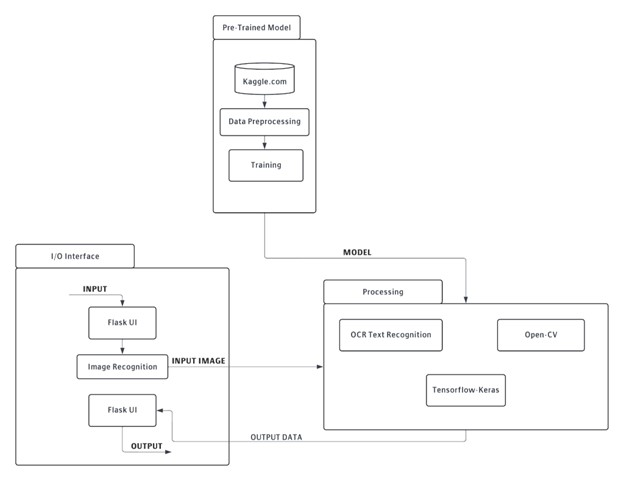 Pre-Trained Model
Kaggle.com
Data Preprocessing
Training
MODEL
I/O Interface
INPUT
Flask UI
Image Recognition
INPUT IMAGE
Flask UI
OUTPUT
Processing
OCR Text Recognition
Open-CV
Tensorflow-Keras
OUTPUT DATA